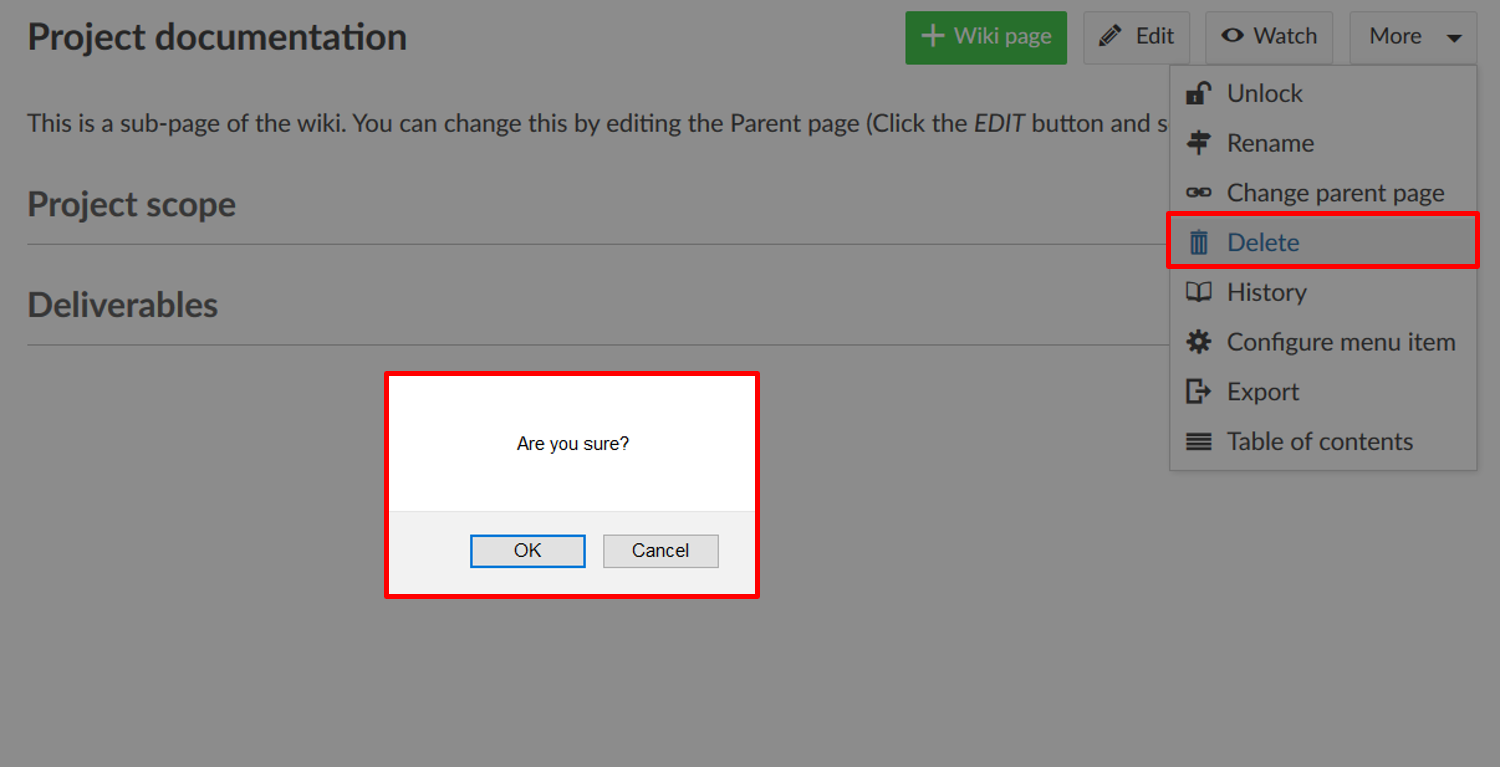 Project documentation
Wiki page
Edit
Watch
More
This is a sub-page of the wiki. You can change this by editing the Parent page (Click the EDIT button and s
Unlock
Rename
Change parent page
Delete
History
Configure menu item
Export
Table of contents
Project scope
Deliverables
Are you sure?
OK
Cancel